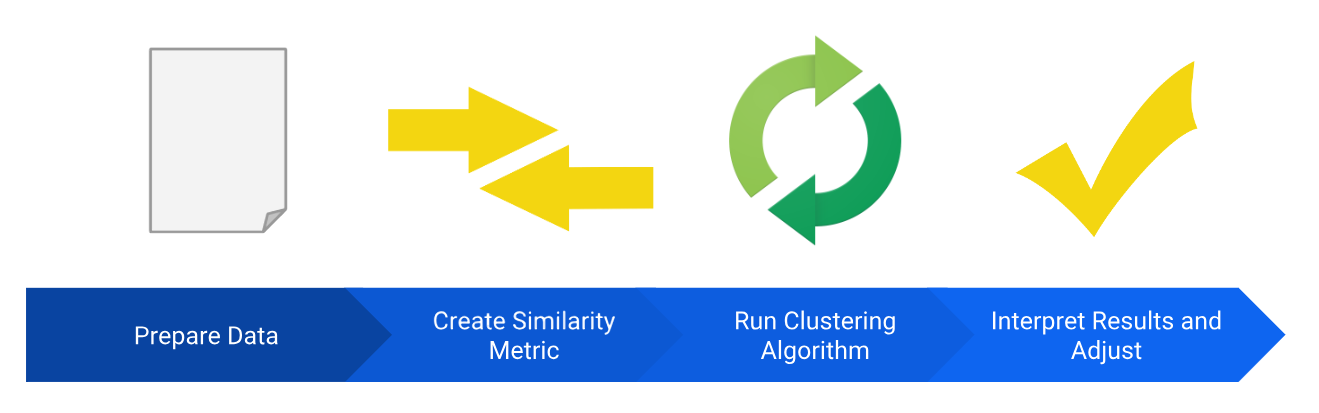 Prepare Data
Create Similarity
Metric
Run Clustering
Algorithm
Interpret Results and
Adjust